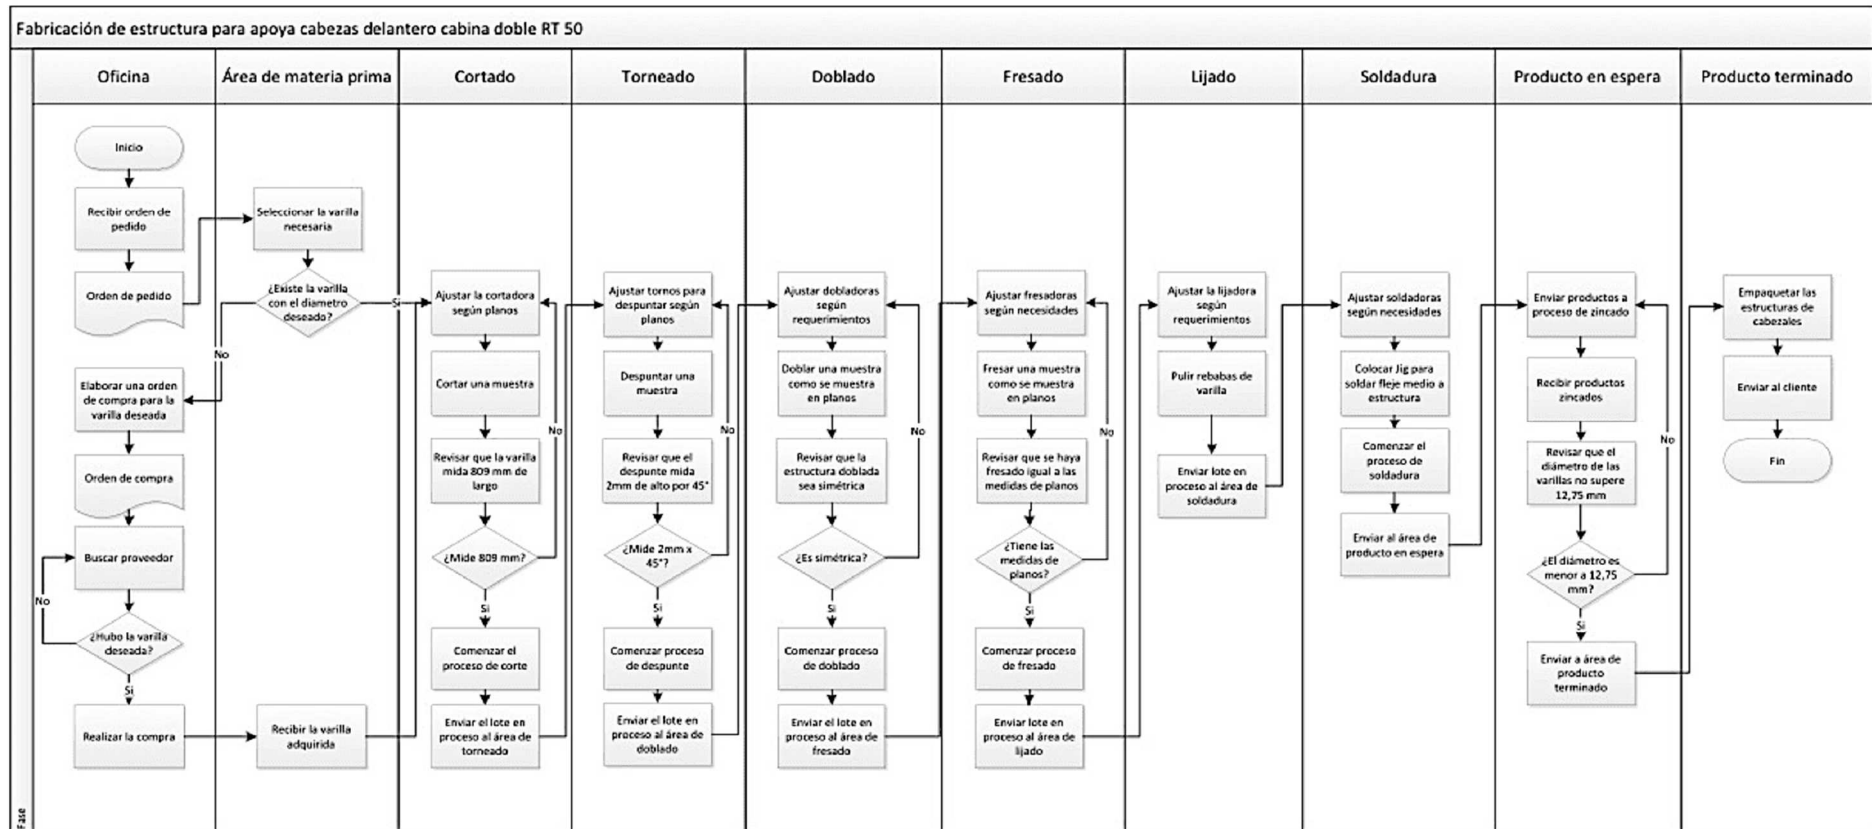 Fabricación de estructura para apoya cabezas delantero cabina doble RT 50
Oficina
Área de materia prima
Cortado
Torneado
Doblado
Fresado
Lijado
Soldadura
Producto en espera
Producto terminado
Fase
Inicio
Recibir orden de
pedido
Orden de pedido
Elaborar una orden
de compra para la
varilla deseada
Orden de compra
Buscar proveedor
No
¿Hubo la varilla
deseada?
Si
Realizar la compra
Seleccionar la varilla
necesaria
¿Existe la varilla
con el diametro
deseado?
Si
No
Recibir la varilla
adquirida
Ajustar la cortadora
según planos
Cortar una muestra
Revisar que la varilla
mida 809 mm de
largo
No
¿Mide 809 mm?
Si
Comenzar el
proceso de corte
Enviar el lote en
proceso al área de
torneado
Ajustar tornos para
despuntar según
planos
Despuntar una
muestra
Revisar que el
despunte mida
2mm de alto por 45°
No
¿Mide 2mm x
45°?
Si
Comenzar proceso
de despunte
Enviar el lote en
proceso al área de
doblado
Ajustar dobladoras
según
requerimientos
Doblar una muestra
como se muestra
en planos
Revisar que la
estructura doblada
sea simétrica
No
¿Es simétrica?
Si
Comenzar proceso
de doblado
Enviar el lote en
proceso al área de
fresado
Ajustar fresadoras
según necesidades
Fresar una muestra
como se muestra
en planos
Revisar que se haya
fresado igual a las
medidas de planos
No
¿Tiene las
medidas de
planos?
Si
Comenzar proceso
de fresado
Enviar lote en
proceso al área de
lijado
Ajustar la lijadora
según
requerimientos
Pulir rebabas de
varilla
Enviar lote en
proceso al área de
soldadura
Ajustar soldadoras
según necesidades
Colocar Jig para
soldar fleje medio a
estructura
Comenzar el
proceso de
soldadura
Enviar al área de
producto en espera
Enviar productos a
proceso de zincado
Recibir productos
zincados
Revisar que el
diámetro de las
varillas no supere
12,75 mm
No
¿El diámetro es
menor a 12,75
mm?
Si
Enviar a área de
producto
terminado
Empaquetar las
estructuras de
cabezales
Enviar al cliente
Fin